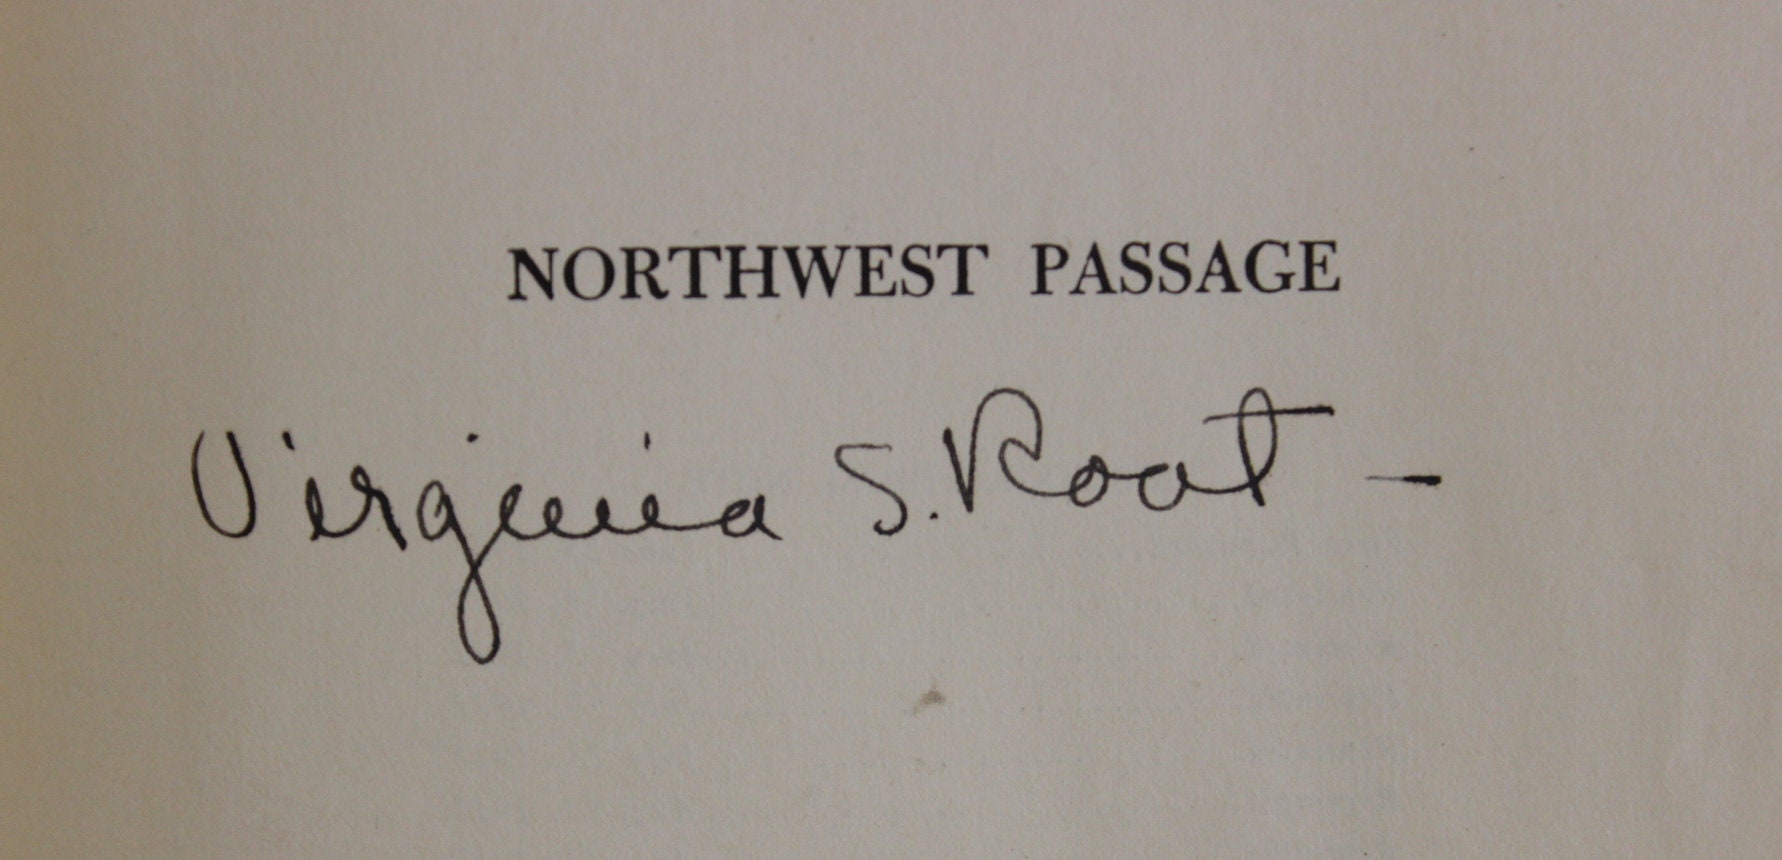 NORTHWEST PASSAGE
Virginia S. Root –